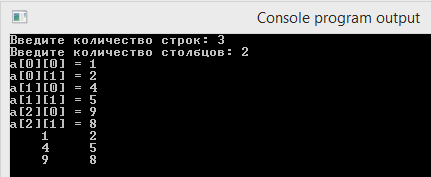 Console program output
Введите количество строк: 3
Введите количество столбцов: 2
a[0][0] = 1
a[0][1] = 2
a[1][0] = 4
a[1][1] = 5
a[2][0] = 9
a[2][1] = 8
1 2
4 5
9 8